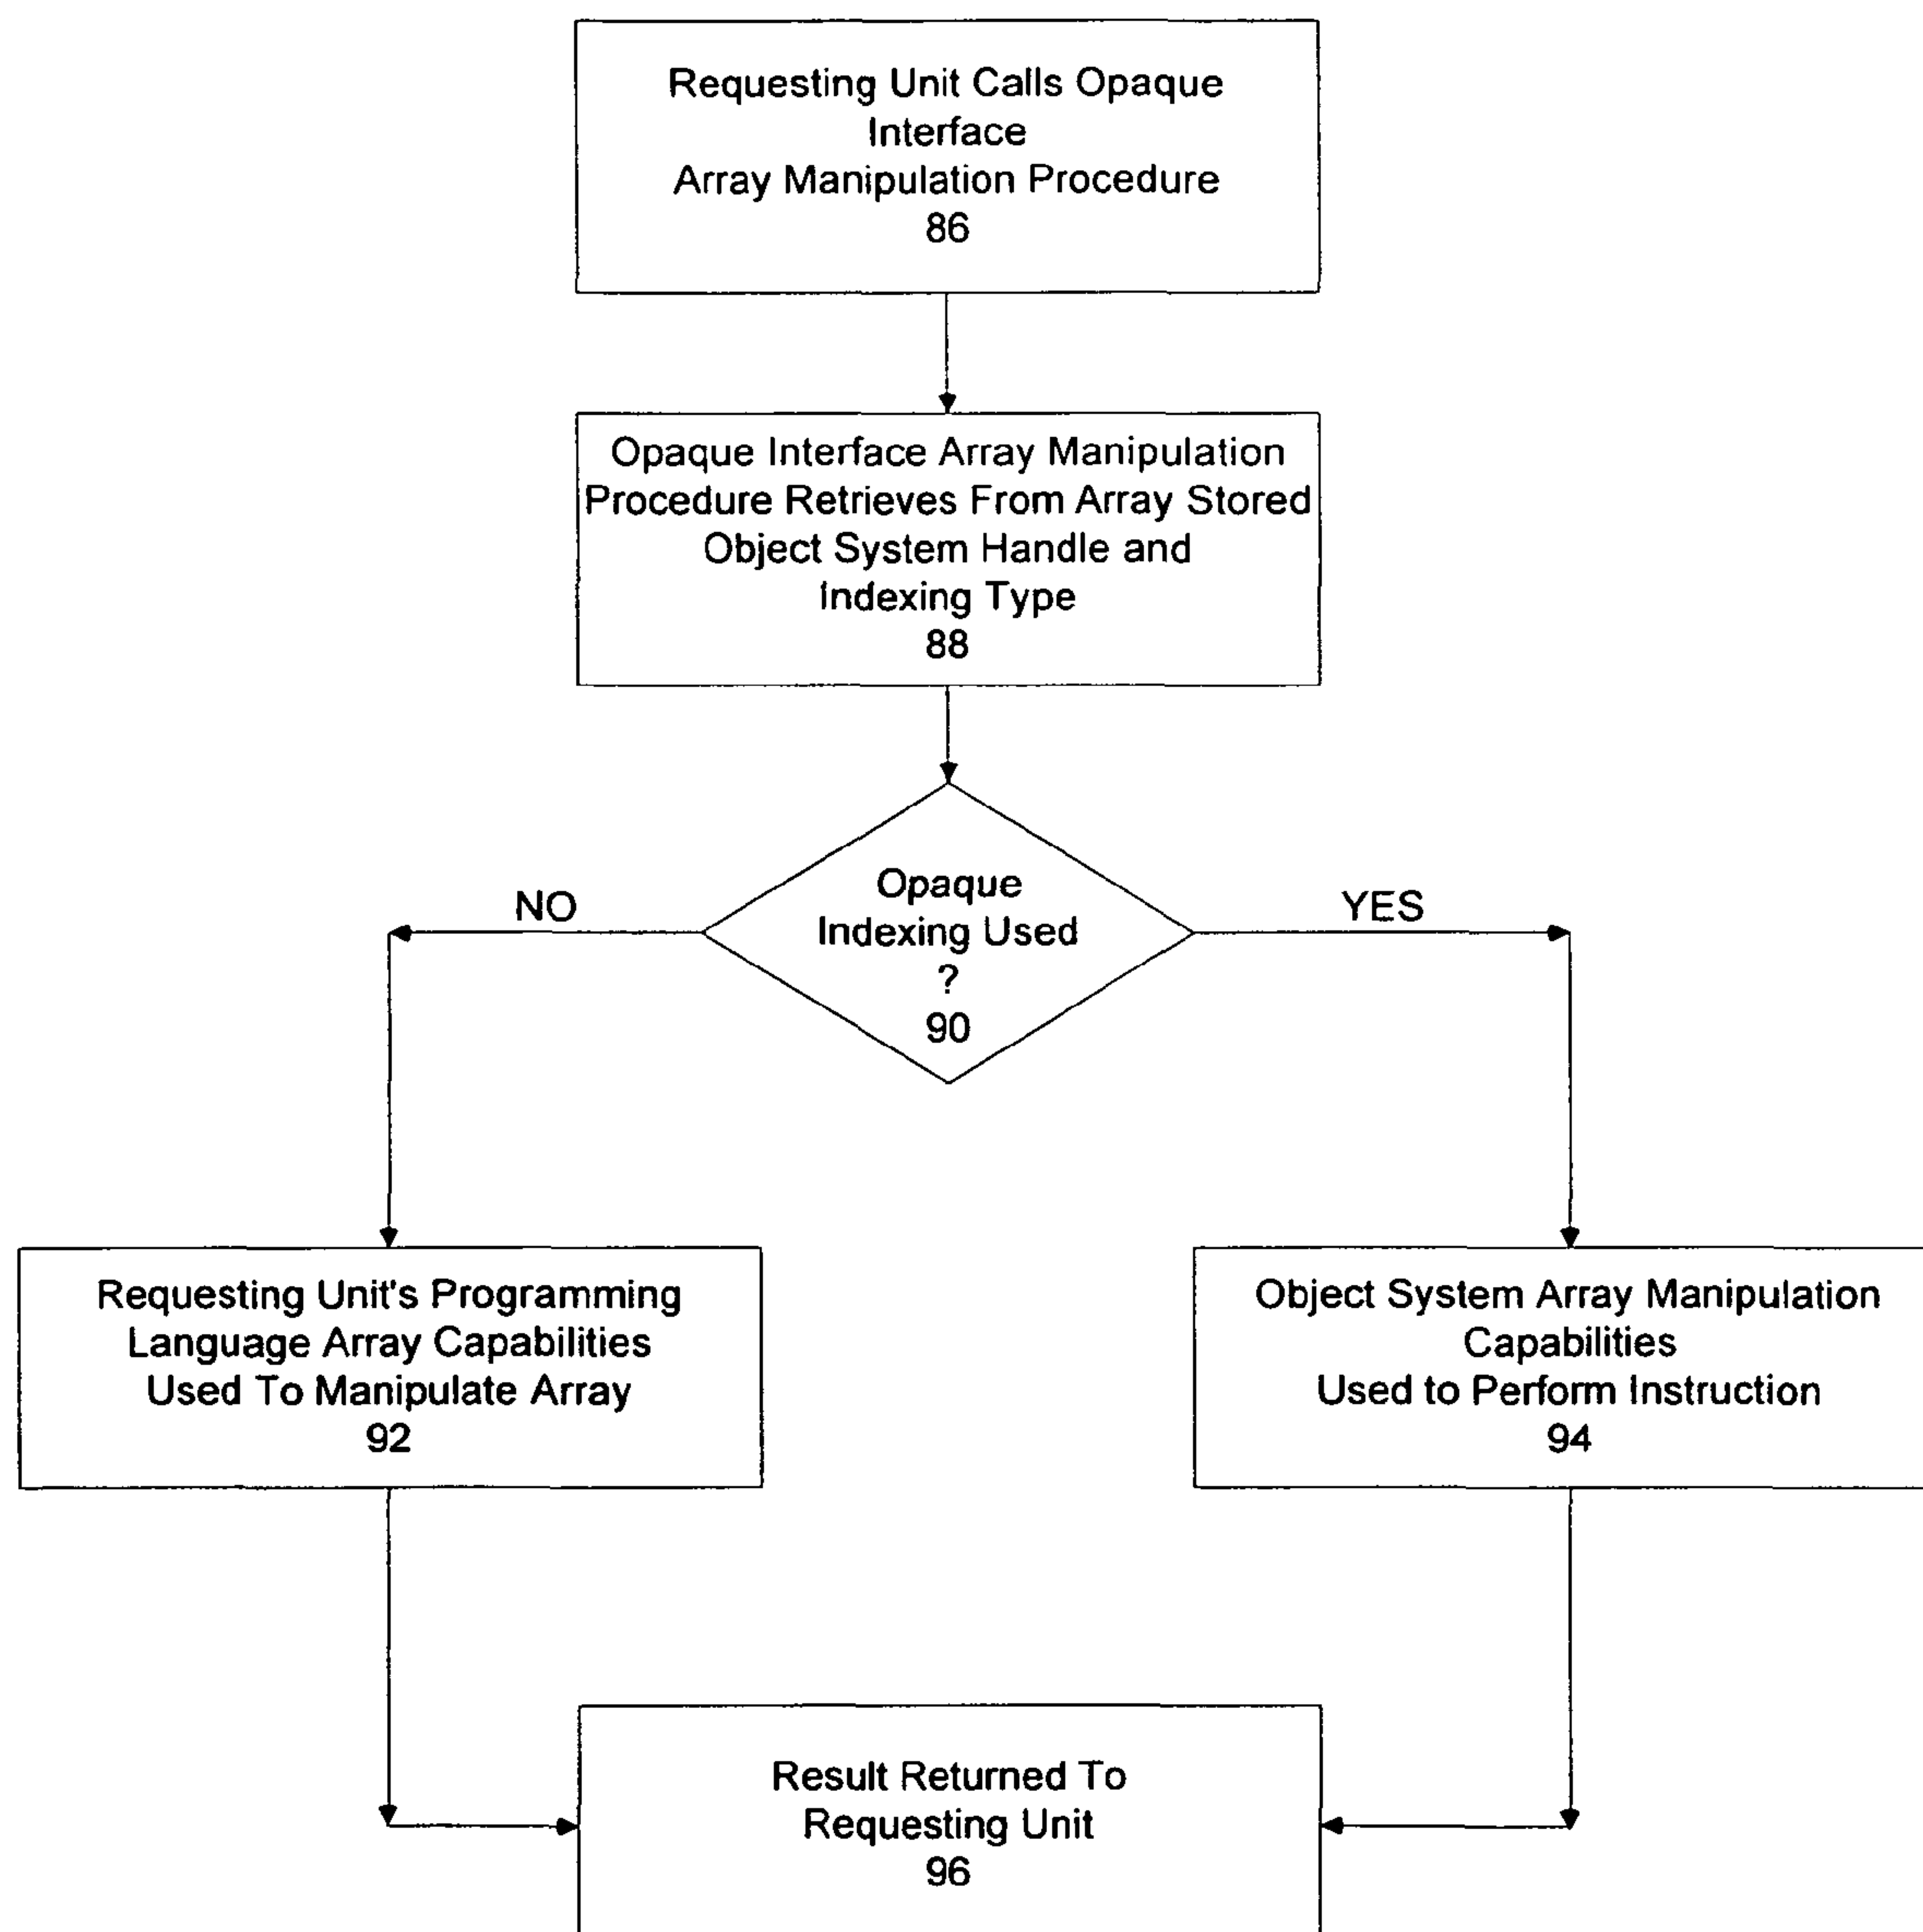 Requesting Unit Calls Opaque
Interface
Array Manipulation Procedure
86
Opaque Interface Array Manipulation
Procedure Retrieves From Array Stored
Object System Handle and
Indexing Type
88
Opaque
Indexing Used
?
90
NO
YES
Requesting Unit's Programming
Language Array Capabilities
Used To Manipulate Array
92
Object System Array Manipulation
Capabilities
Used to Perform Instruction
94
Result Returned To
Requesting Unit
96